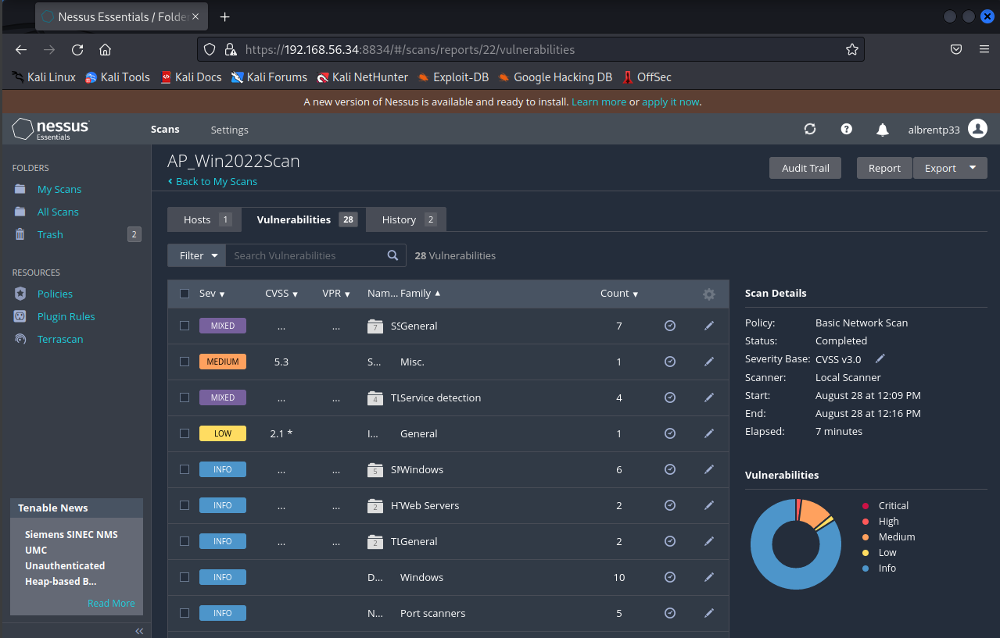 Nessus Essentials / Folde
https://192.168.56.34:8834/#/scans/reports/22/vulnerabilities
Kali Linux Kali Tools Kali Docs Kali Forums Kali NetHunter Exploit-DB Google Hacking DB OffSec
A new version of Nessus is available and ready to install. Learn more or apply it now.
nessus
Essentials
Scans Settings albrentp33
FOLDERS
My Scans
All Scans
Trash 2
RESOURCES
Policies
Plugin Rules
Terrascan
Tenable News
Siemens SINEC NMS
UMC
Unauthenticated
Heap-based B...
Read More
AP_Win2022Scan
Back to My Scans
Audit Trail Report Export
Hosts 1 Vulnerabilities 28 History 2
Filter Search Vulnerabilities 28 Vulnerabilities
Sev CVSS VPR Nam... Family Count
MIXED ... ... 7 SS General 7
MEDIUM 5.3 S... Misc. 1
MIXED ... ... 4 TL Service detection 4
LOW 2.1 * I... General 1
INFO ... ... 5 SM Windows 6
INFO ... ... 2 HT Web Servers 2
INFO ... ... 2 TL General 2
INFO D... Windows 10
INFO N... Port scanners 5
Scan Details
Policy: Basic Network Scan
Status: Completed
Severity Base: CVSS v3.0
Scanner: Local Scanner
Start: August 28 at 12:09 PM
End: August 28 at 12:16 PM
Elapsed: 7 minutes
Vulnerabilities
Critical
High
Medium
Low
Info